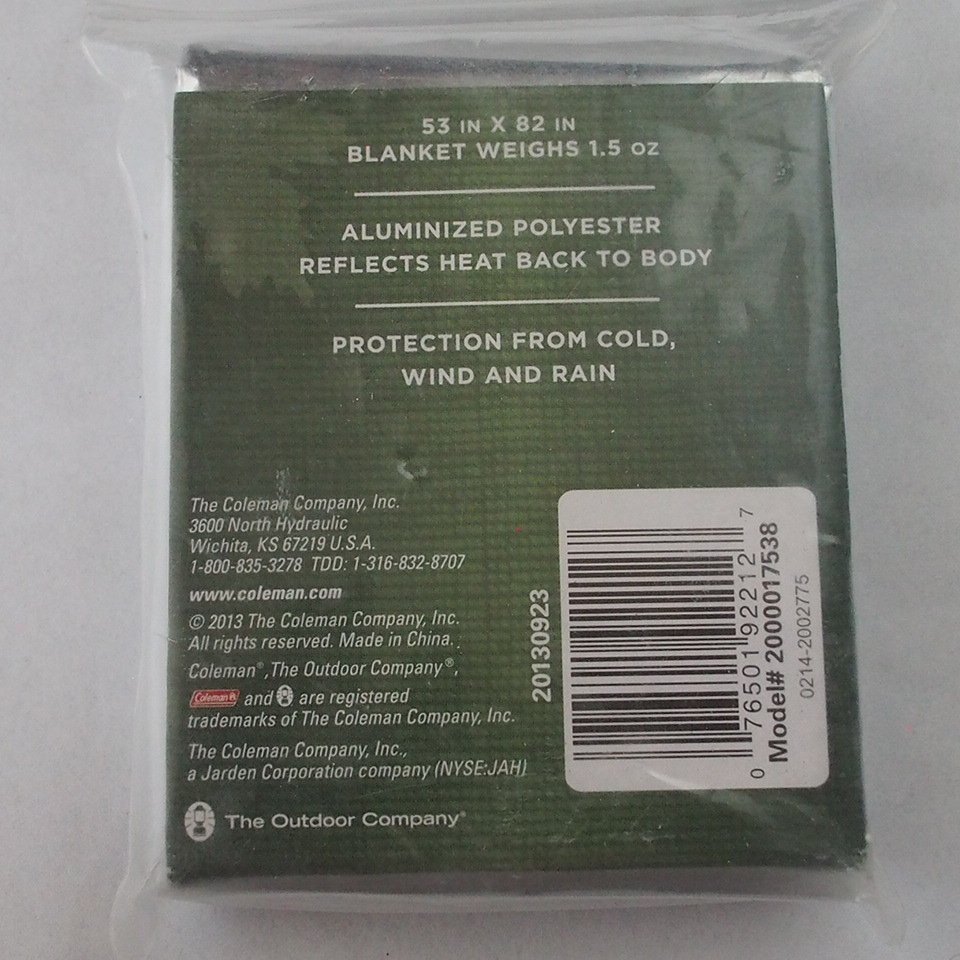 53 IN X 82 IN
BLANKET WEIGHS 1.5 oz
ALUMINIZED POLYESTER
REFLECTS HEAT BACK TO BODY
PROTECTION FROM COLD,
WIND AND RAIN
The Coleman Company, Inc.
3600 North Hydraulic
Wichita, KS 67219 U.S.A.
1-800-835-3278 TDD: 1-316-832-8707
www.coleman.com
© 2013 The Coleman Company, Inc.
All rights reserved. Made in China.
Coleman®, The Outdoor Company®,
Coleman® and are registered
trademarks of The Coleman Company, Inc.
The Coleman Company, Inc.,
a Jarden Corporation company (NYSE:JAH)
The Outdoor Company®
20130923
0 76501 92212 7
Model# 2000017538
0214-2002775